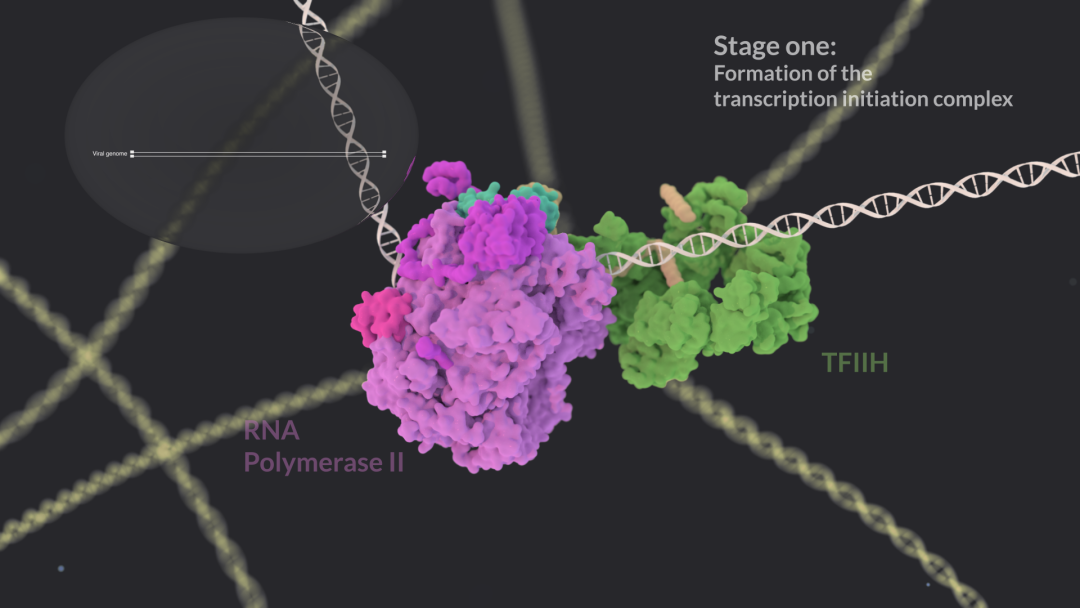 Stage one:
Formation of the
transcription initiation complex
Viral genome
TFIIH
RNA
Polymerase II